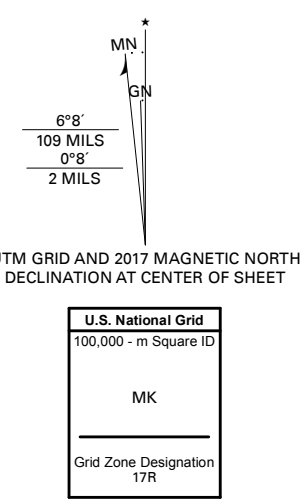 ★
MN
GN
6°8´
109 MILS
0°8´
2 MILS
UTM GRID AND 2017 MAGNETIC NORTH
DECLINATION AT CENTER OF SHEET
U.S. National Grid
100,000 - m Square ID
MK
Grid Zone Designation
17R